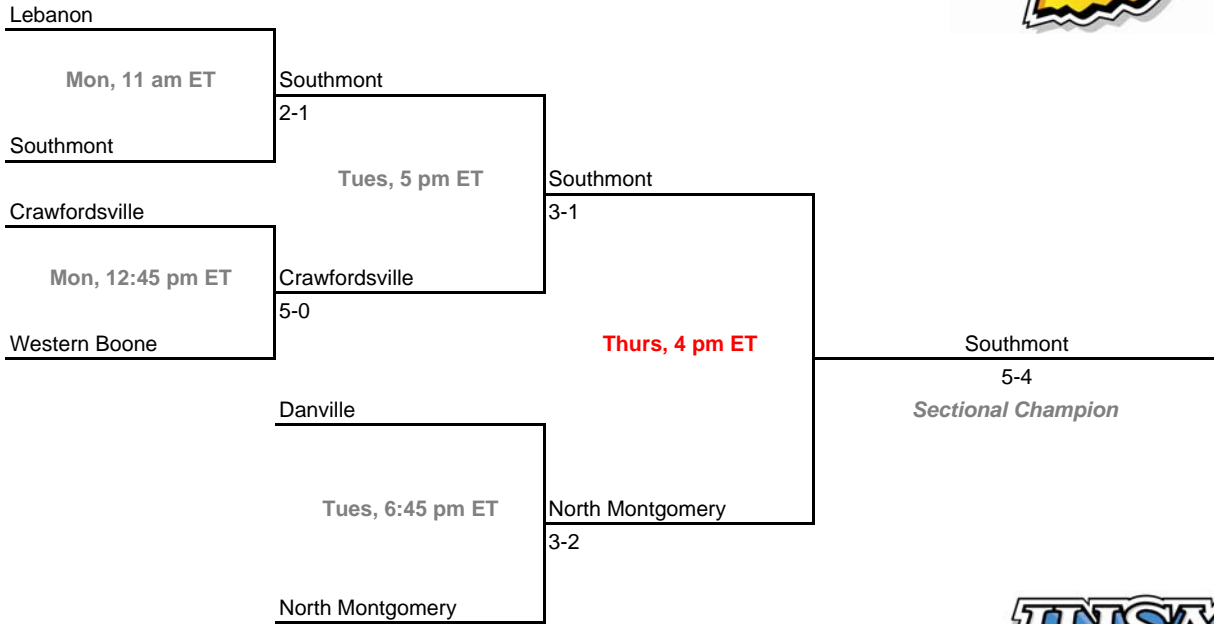 Lebanon
Mon, 11 am ET
Southmont
2-1
Southmont
Tues, 5 pm ET
Southmont
3-1
Crawfordsville
Mon, 12:45 pm ET
Crawfordsville
5-0
Western Boone
Thurs, 4 pm ET
Southmont
5-4
Sectional Champion
Danville
Tues, 6:45 pm ET
North Montgomery
3-2
North Montgomery